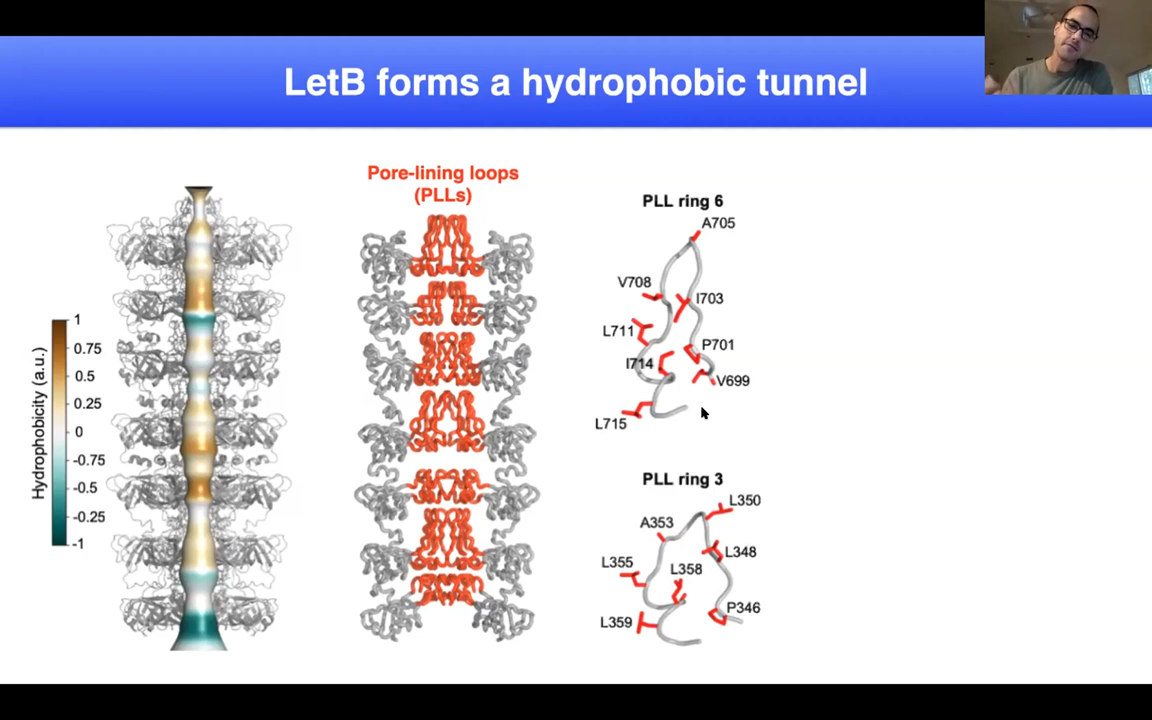 LetB forms a hydrophobic tunnel
Pore-lining loops
(PLLs)
Hydrophobicity (a.u.)
1
0.75
0.5
0.25
0
-0.75
-0.5
-0.25
-1
PLL ring 6
A705
V708
I703
L711
P701
I714
V699
L715
PLL ring 3
L350
A353
L348
L355
L358
P346
L359